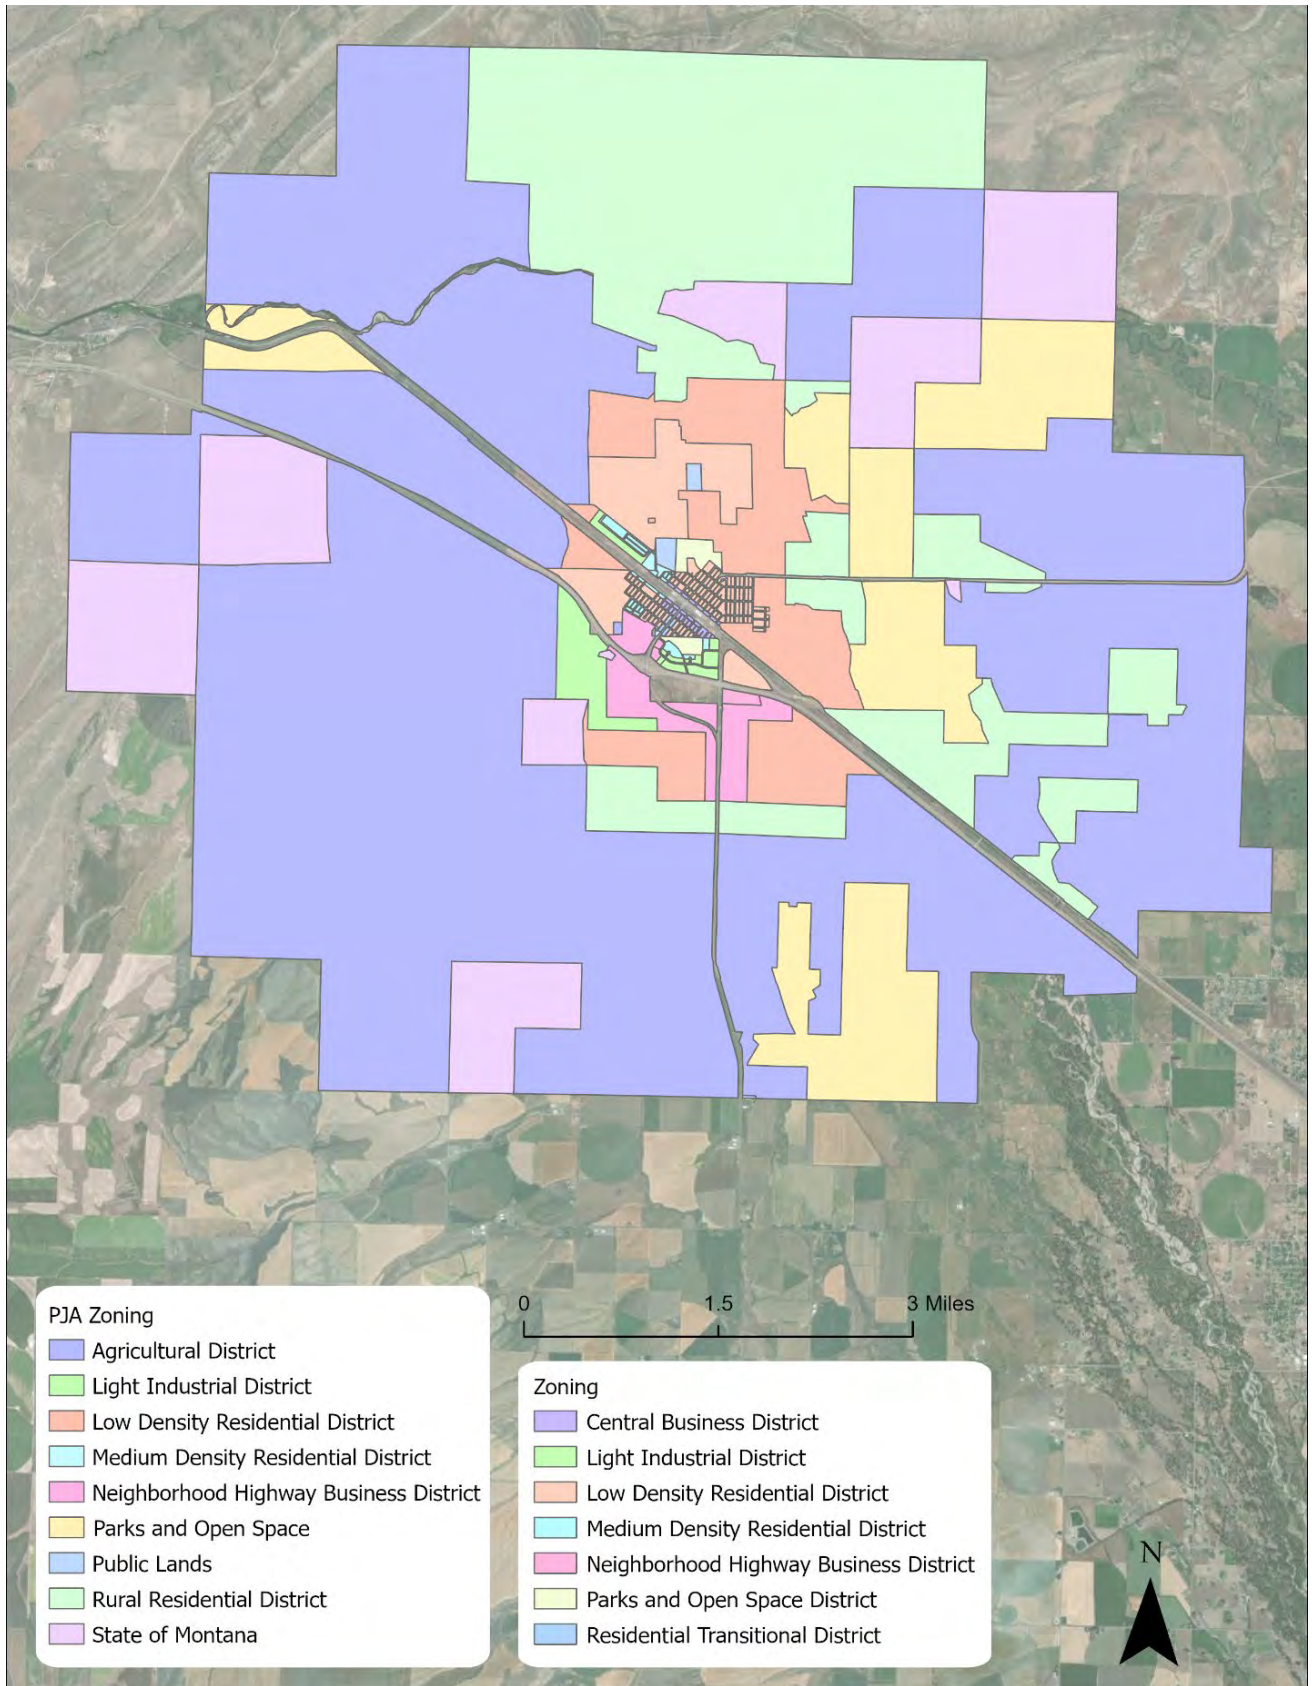 0 1.5 3 Miles
PJA Zoning
Agricultural District
Light Industrial District
Low Density Residential District
Medium Density Residential District
Neighborhood Highway Business District
Parks and Open Space
Public Lands
Rural Residential District
State of Montana
Zoning
Central Business District
Light Industrial District
Low Density Residential District
Medium Density Residential District
Neighborhood Highway Business District
Parks and Open Space District
Residential Transitional District
N